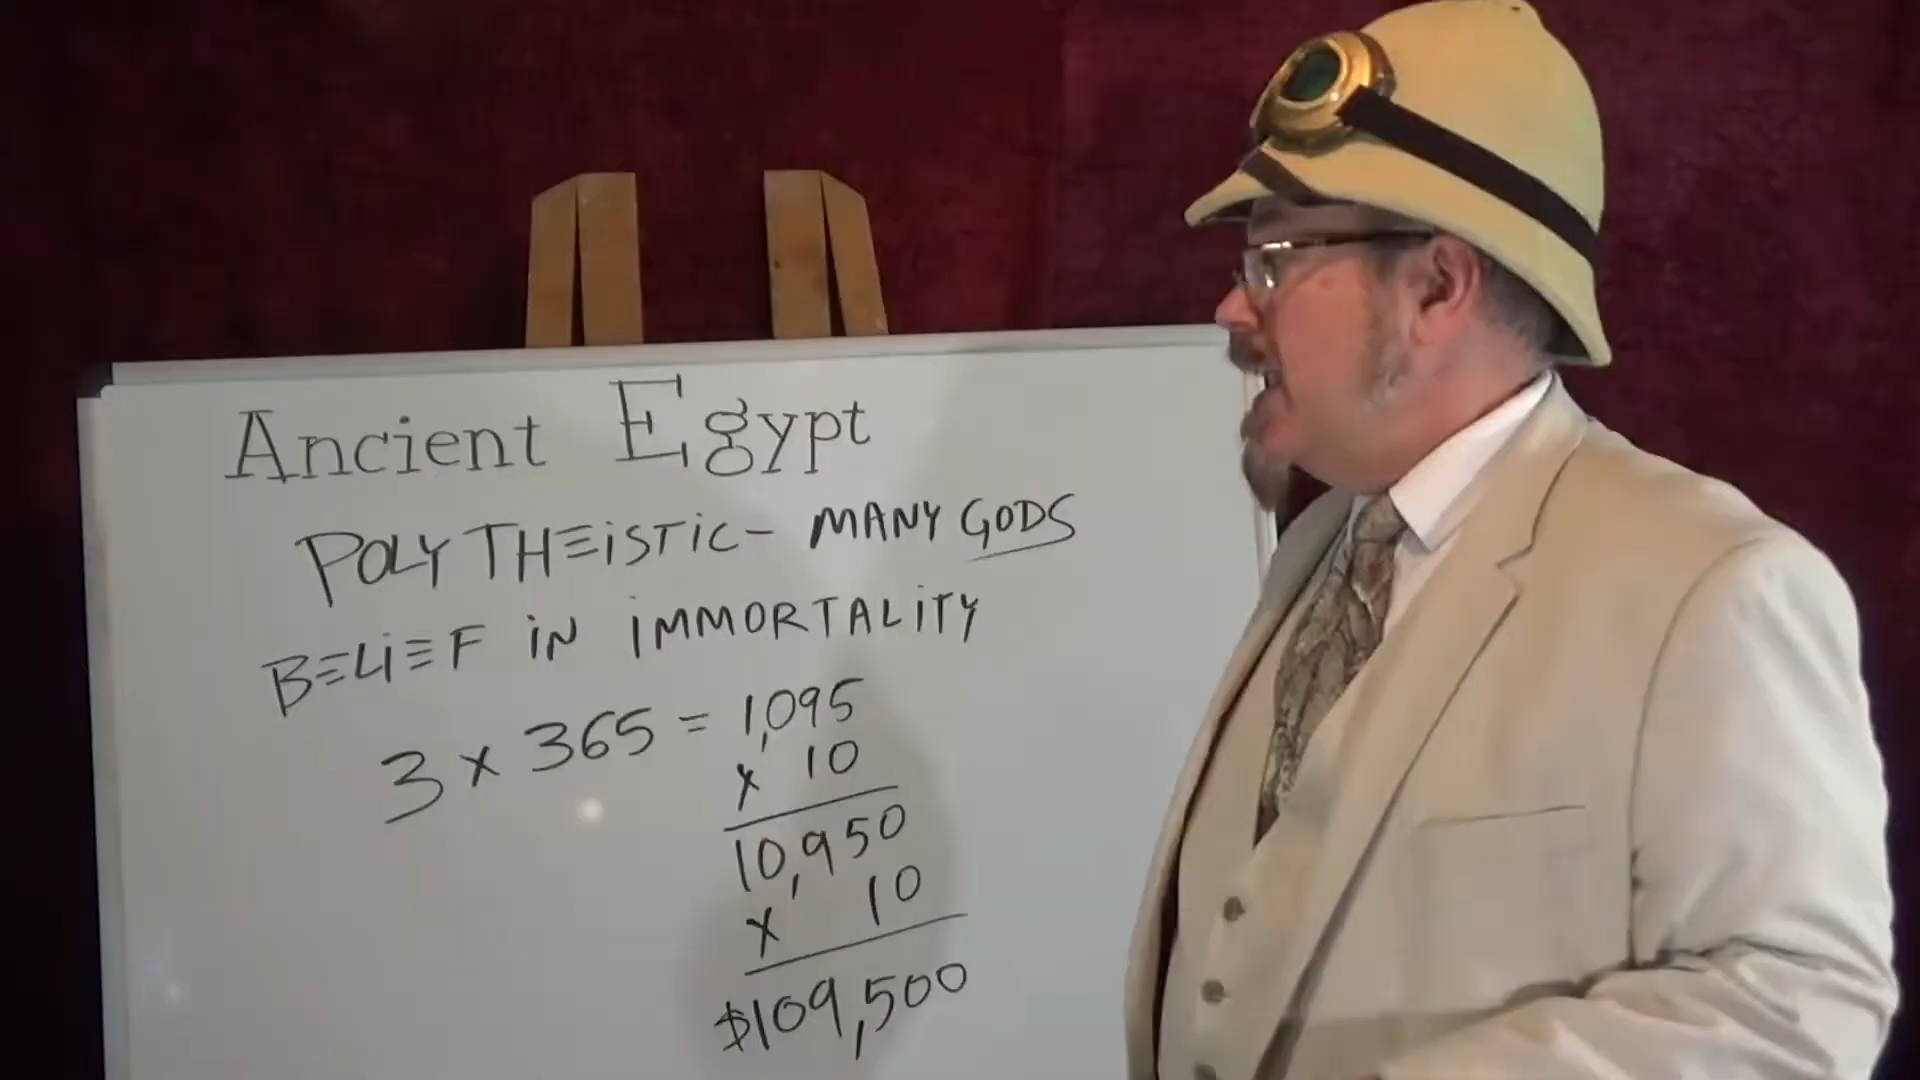 Ancient Egypt
POLYTHEiSTiC - MANY GODS
BELiEF iN iMMORTALiTY
3 x 365 = 1,095
x 10
10,950
x 10
$109,500